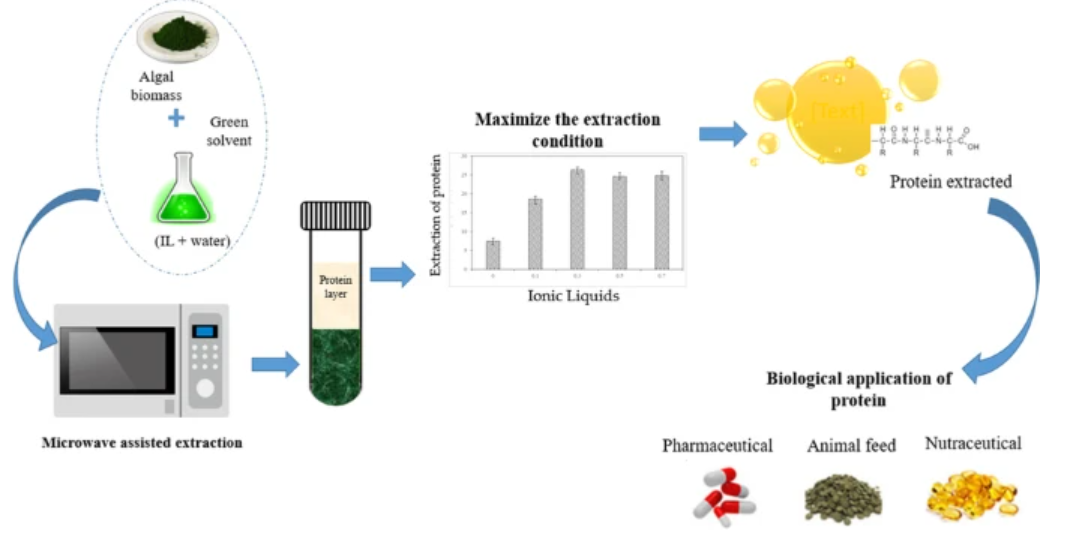 Algal
biomass
+
Green
solvent
(IL + water)
Microwave assisted extraction
Protein
layer
Maximize the extraction
condition
Extraction of protein
Ionic Liquids
[Text]
Protein extracted
Biological application of
protein
Pharmaceutical
Animal feed
Nutraceutical